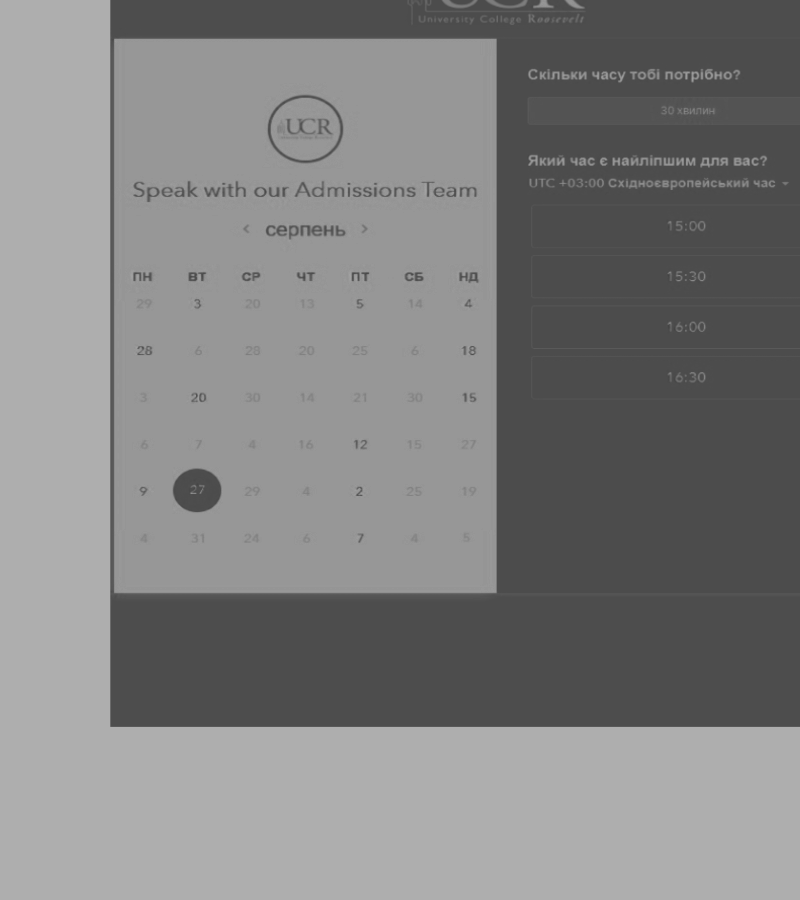 UCR
University College Roosevelt
UCR
Speak with our Admissions Team
‹ серпень ›
ПН ВТ СР ЧТ ПТ СБ НД
29 3 20 13 5 14 4
28 6 28 20 25 6 18
3 20 30 14 21 30 15
6 7 4 16 12 15 27
9 27 29 4 2 25 19
4 31 24 6 7 4 5
Скільки часу тобі потрібно?
30 хвилин
Який час є найліпшим для вас?
UTC +03:00 Східноєвропейський час
15:00
15:30
16:00
16:30